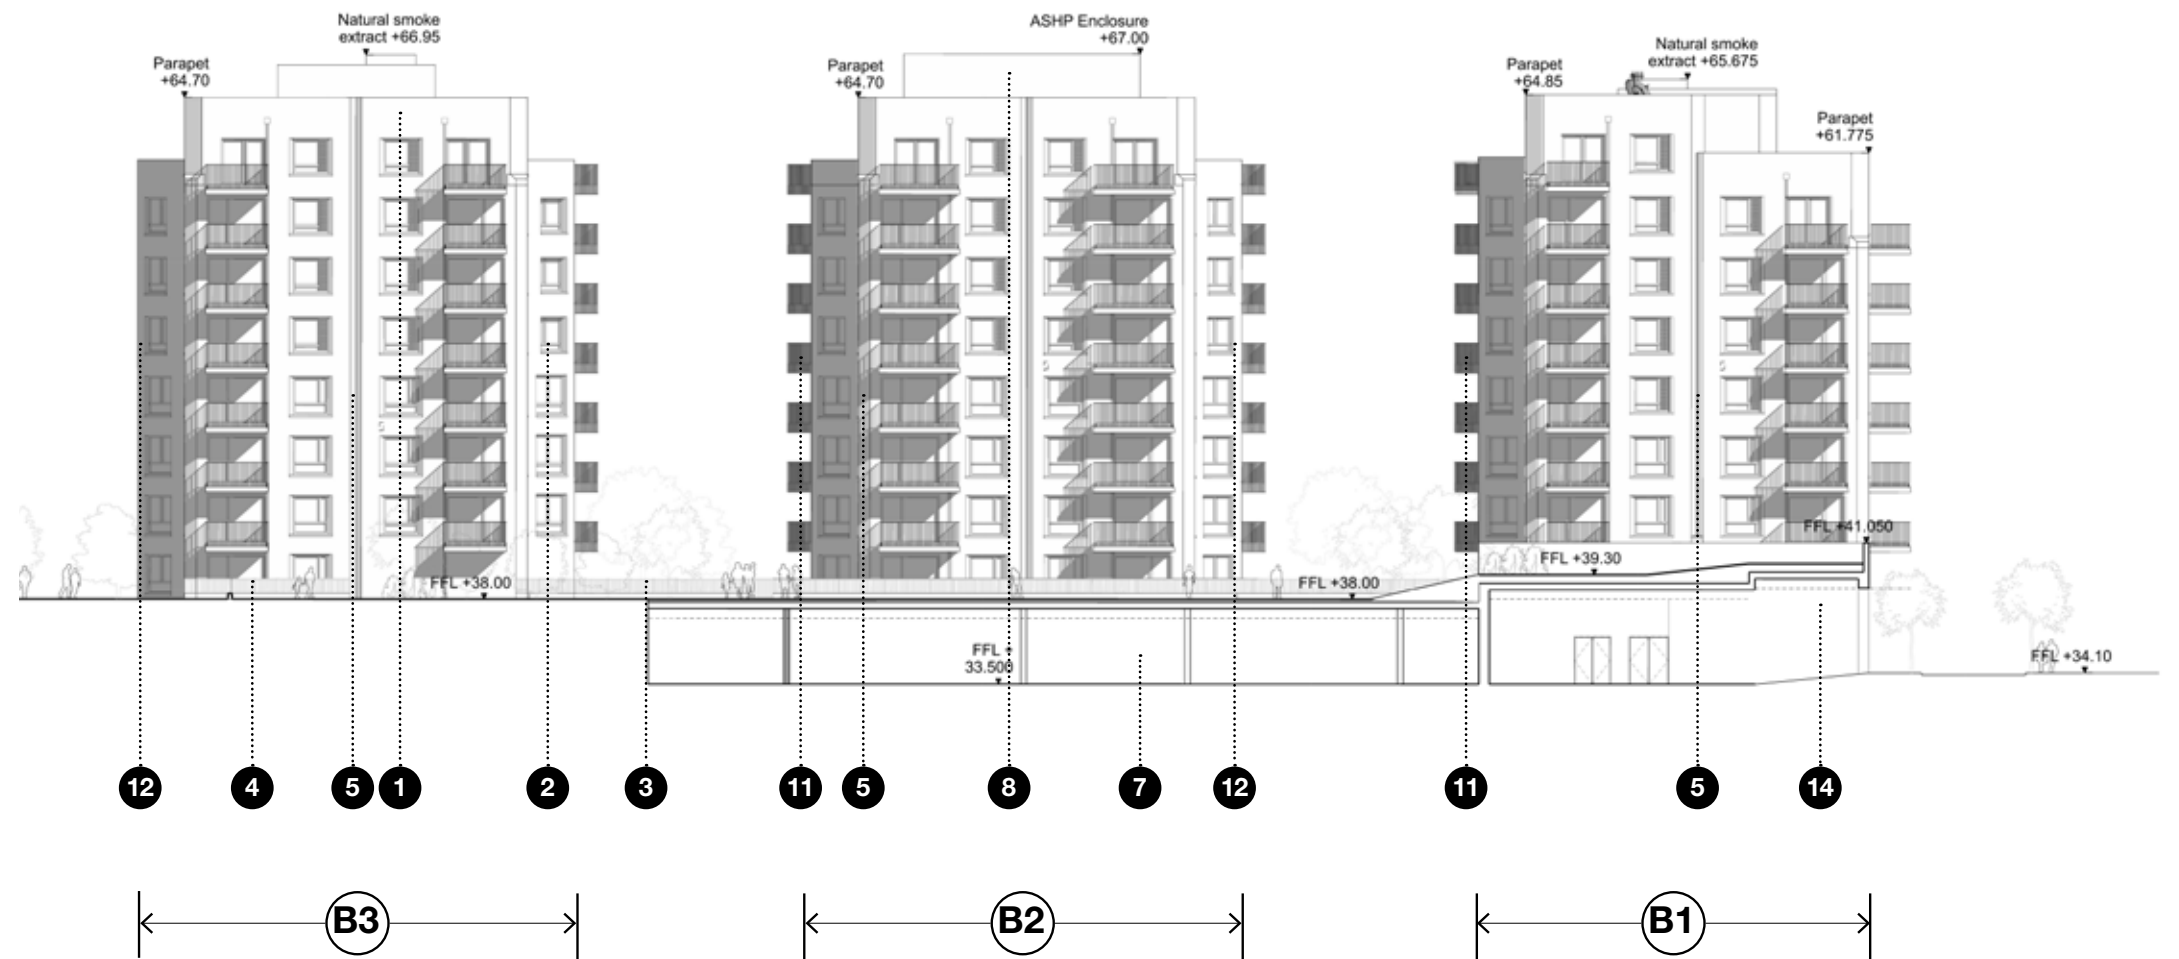 Natural smoke
extract +66.95
ASHP Enclosure
+67.00
Natural smoke
extract +65.675
Parapet
+64.70
Parapet
+64.70
Parapet
+64.85
Parapet
+61.775
FFL +41.050
FFL +39.30
FFL +38.00
FFL +38.00
FFL +
33.500
FFL +34.10
12
4
5
1
2
3
11
5
8
7
12
11
5
14
B3
B2
B1